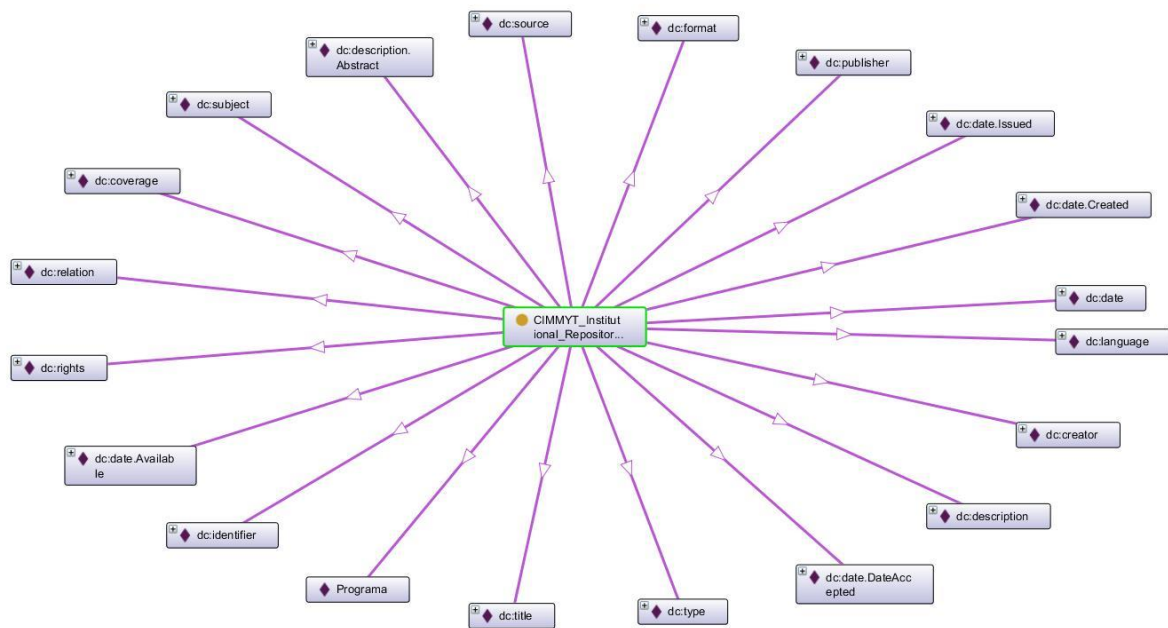 dc:source
dc:format
dc:description.
Abstract
dc:publisher
dc:subject
dc:date.Issued
dc:coverage
dc:date.Created
dc:relation
dc:date
CIMMYT_Institut
ional_Repositor...
dc:language
dc:rights
dc:creator
dc:date.Availab
le
dc:description
dc:identifier
dc:date.DateAcc
epted
Programa
dc:title
dc:type